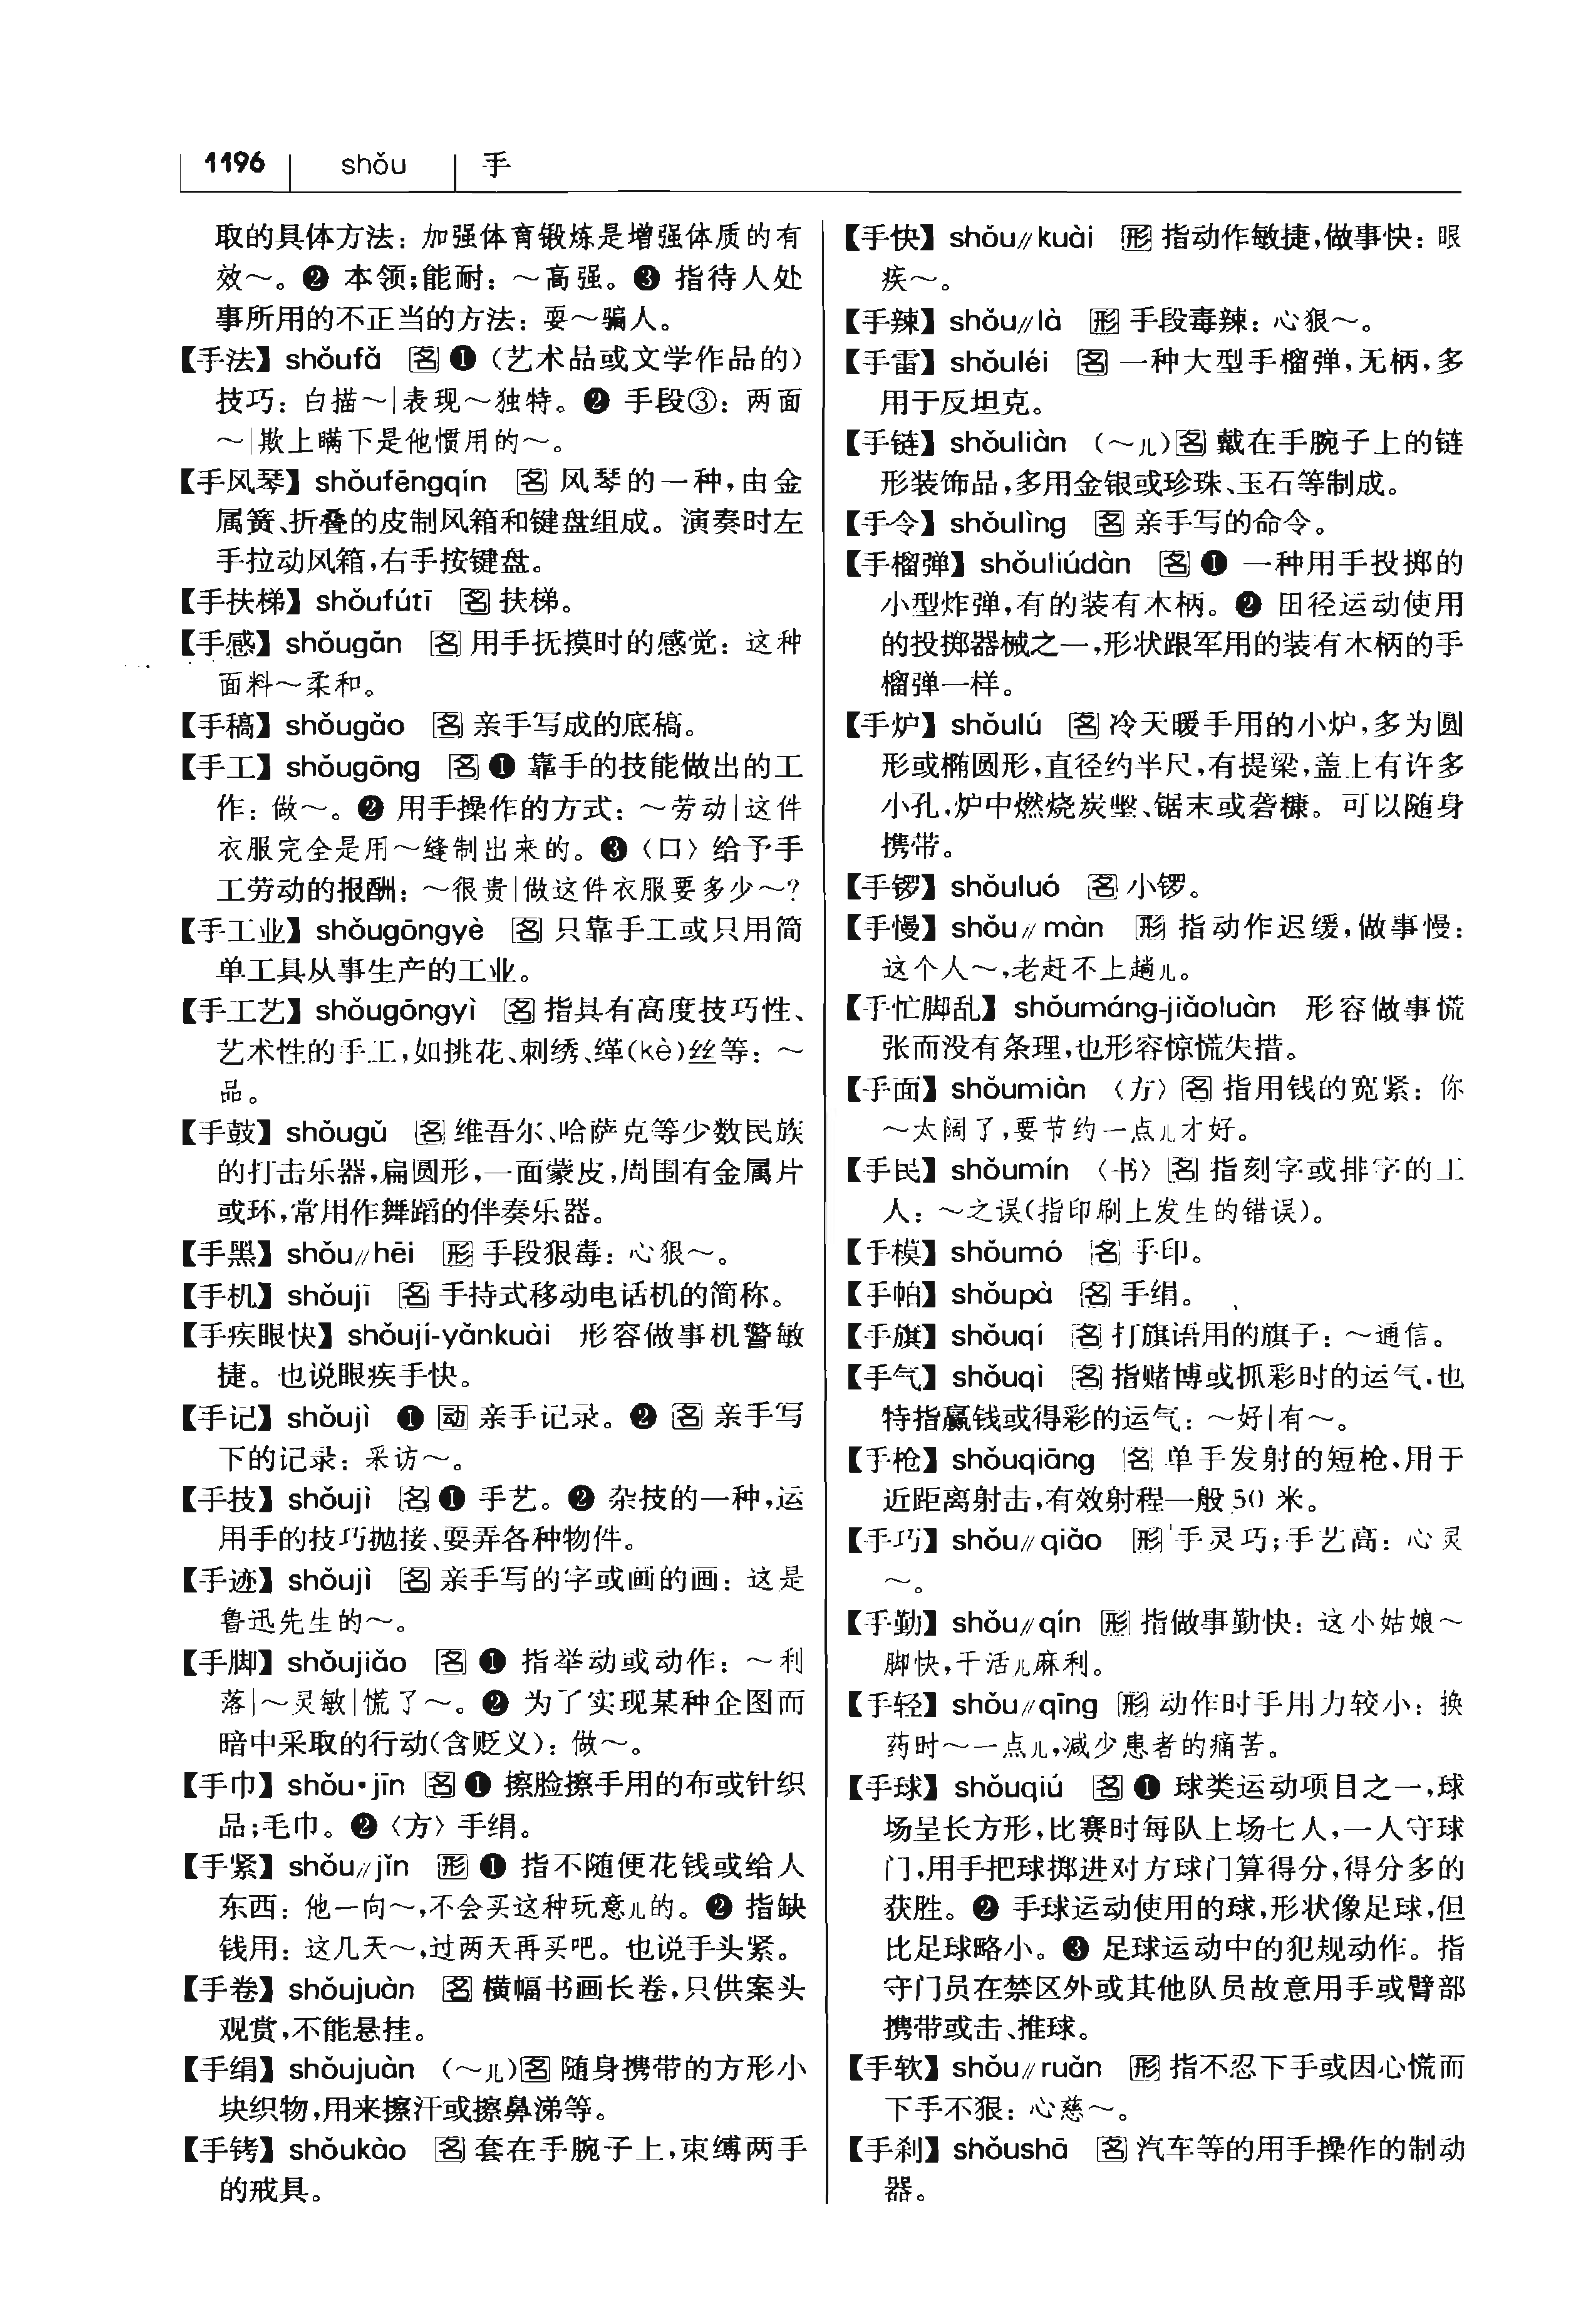 1196 shǒu 手
取的具体方法：加强体育锻炼是增强体质的有
效～。❷ 本领；能耐：～高强。❸ 指待人处
事所用的不正当的方法：耍～骗人。
【手法】shǒufǎ 名 ❶（艺术品或文学作品的）
技巧：白描～|表现～独特。❷ 手段③：两面
～|欺上瞒下是他惯用的～。
【手风琴】shǒufēngqín 名 风琴的一种，由金
属簧、折叠的皮制风箱和键盘组成。演奏时左
手拉动风箱，右手按键盘。
【手扶梯】shǒufútī 名 扶梯。
【手感】shǒugǎn 名 用手抚摸时的感觉：这种
面料～柔和。
【手稿】shǒugǎo 名 亲手写成的底稿。
【手工】shǒugōng 名 ❶ 靠手的技能做出的工
作：做～。❷ 用手操作的方式：～劳动|这件
衣服完全是用～缝制出来的。❸〈口〉给予手
工劳动的报酬：～很贵|做这件衣服要多少～？
【手工业】shǒugōngyè 名 只靠手工或只用简
单工具从事生产的工业。
【手工艺】shǒugōngyì 名 指具有高度技巧性、
艺术性的手工，如挑花、刺绣、缂(kè)丝等：～
品。
【手鼓】shǒugǔ 名 维吾尔、哈萨克等少数民族
的打击乐器，扁圆形，一面蒙皮，周围有金属片
或环，常用作舞蹈的伴奏乐器。
【手黑】shǒu∥hēi 形 手段狠毒：心狠～。
【手机】shǒujī 名 手持式移动电话机的简称。
【手疾眼快】shǒují-yǎnkuài 形容做事机警敏
捷。也说眼疾手快。
【手记】shǒujì ❶ 动 亲手记录。❷ 名 亲手写
下的记录：采访～。
【手技】shǒujì 名 ❶ 手艺。❷ 杂技的一种，运
用手的技巧抛接、耍弄各种物件。
【手迹】shǒujì 名 亲手写的字或画的画：这是
鲁迅先生的～。
【手脚】shǒujiǎo 名 ❶ 指举动或动作：～利
落|～灵敏|慌了～。❷ 为了实现某种企图而
暗中采取的行动(含贬义)：做～。
【手巾】shǒu•jīn 名 ❶ 擦脸擦手用的布或针织
品；毛巾。❷〈方〉手绢。
【手紧】shǒu∥jǐn 形 ❶ 指不随便花钱或给人
东西：他一向～，不会买这种玩意儿的。❷ 指缺
钱用：这几天～，过两天再买吧。也说手头紧。
【手卷】shǒujuàn 名 横幅书画长卷，只供案头
观赏，不能悬挂。
【手绢】shǒujuàn （～儿）名 随身携带的方形小
块织物，用来擦汗或擦鼻涕等。
【手铐】shǒukào 名 套在手腕子上，束缚两手
的戒具。
【手快】shǒu∥kuài 形 指动作敏捷，做事快：眼
疾～。
【手辣】shǒu∥là 形 手段毒辣：心狠～。
【手雷】shǒuléi 名 一种大型手榴弹，无柄，多
用于反坦克。
【手链】shǒuliàn （～儿）名 戴在手腕子上的链
形装饰品，多用金银或珍珠、玉石等制成。
【手令】shǒulìng 名 亲手写的命令。
【手榴弹】shǒuliúdàn 名 ❶ 一种用手投掷的
小型炸弹，有的装有木柄。❷ 田径运动使用
的投掷器械之一，形状跟军用的装有木柄的手
榴弹一样。
【手炉】shǒulú 名 冷天暖手用的小炉，多为圆
形或椭圆形，直径约半尺，有提梁，盖上有许多
小孔，炉中燃烧炭墼、锯末或砻糠。可以随身
携带。
【手锣】shǒuluó 名 小锣。
【手慢】shǒu∥màn 形 指动作迟缓，做事慢：
这个人～，老赶不上趟儿。
【手忙脚乱】shǒumáng-jiǎoluàn 形容做事慌
张而没有条理，也形容惊慌失措。
【手面】shǒumiàn 〈方〉名 指用钱的宽紧：你
～太阔了，要节约一点儿才好。
【手民】shǒumín 〈书〉名 指刻字或排字的工
人：～之误(指印刷上发生的错误)。
【手模】shǒumó 名 手印。
【手帕】shǒupà 名 手绢。
【手旗】shǒuqí 名 打旗语用的旗子：～通信。
【手气】shǒuqì 名 指赌博或抓彩时的运气，也
特指赢钱或得彩的运气：～好|有～。
【手枪】shǒuqiāng 名 单手发射的短枪，用于
近距离射击，有效射程一般 50 米。
【手巧】shǒu∥qiǎo 形 手灵巧；手艺高：心灵
～。
【手勤】shǒu∥qín 形 指做事勤快：这小姑娘～
脚快，干活儿麻利。
【手轻】shǒu∥qīng 形 动作时手用力较小：换
药时～一点儿，减少患者的痛苦。
【手球】shǒuqiú 名 ❶ 球类运动项目之一，球
场呈长方形，比赛时每队上场七人，一人守球
门，用手把球掷进对方球门算得分，得分多的
获胜。❷ 手球运动使用的球，形状像足球，但
比足球略小。❸ 足球运动中的犯规动作。指
守门员在禁区外或其他队员故意用手或臂部
携带或击、推球。
【手软】shǒu∥ruǎn 形 指不忍下手或因心慌而
下手不狠：心慈～。
【手刹】shǒushā 名 汽车等的用手操作的制动
器。